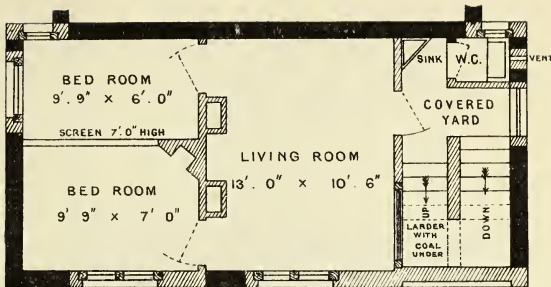 BED ROOM
9'. 9" x 6'. 0"
SCREEN 7'. 0" HIGH
BED ROOM
9' 9" x 7' 0"
LIVING ROOM
13'. 0" x 10'. 6"
SINK
W.C.
VENT
COVERED
YARD
UP
DOWN
LARDER
WITH
COAL
UNDER